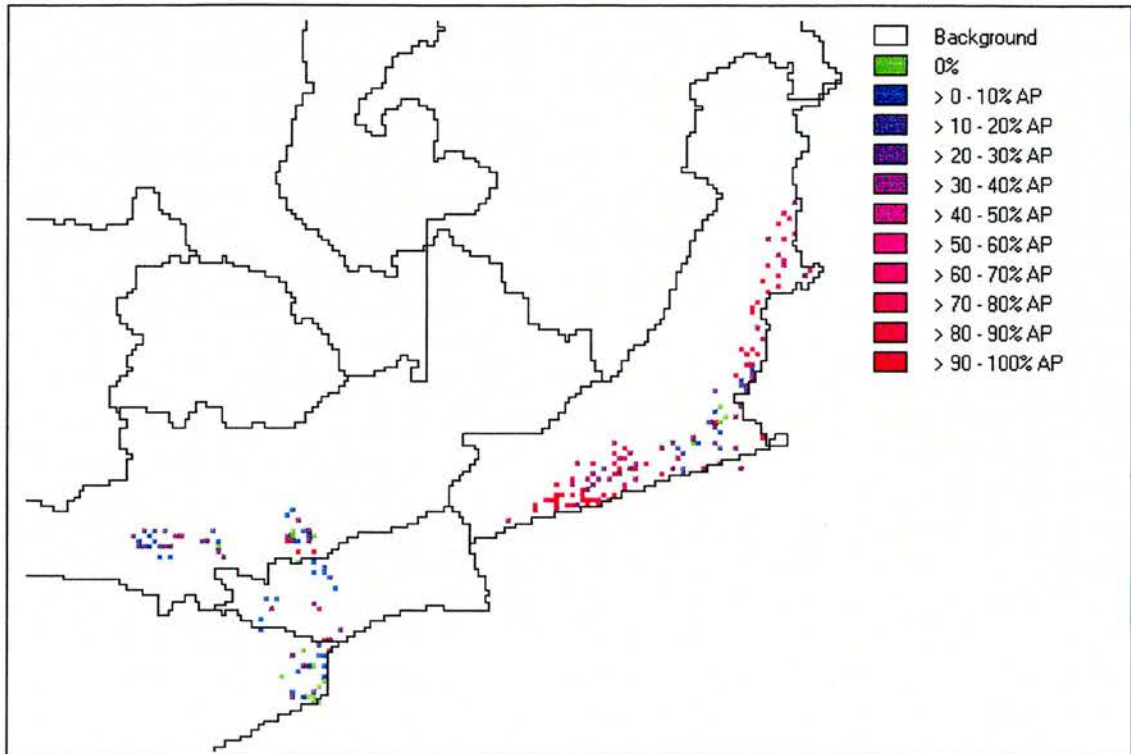 Background
0%
> 0 - 10% AP
> 10 - 20% AP
> 20 - 30% AP
> 30 - 40% AP
> 40 - 50% AP
> 50 - 60% AP
> 60 - 70% AP
> 70 - 80% AP
> 80 - 90% AP
> 90 - 100% AP